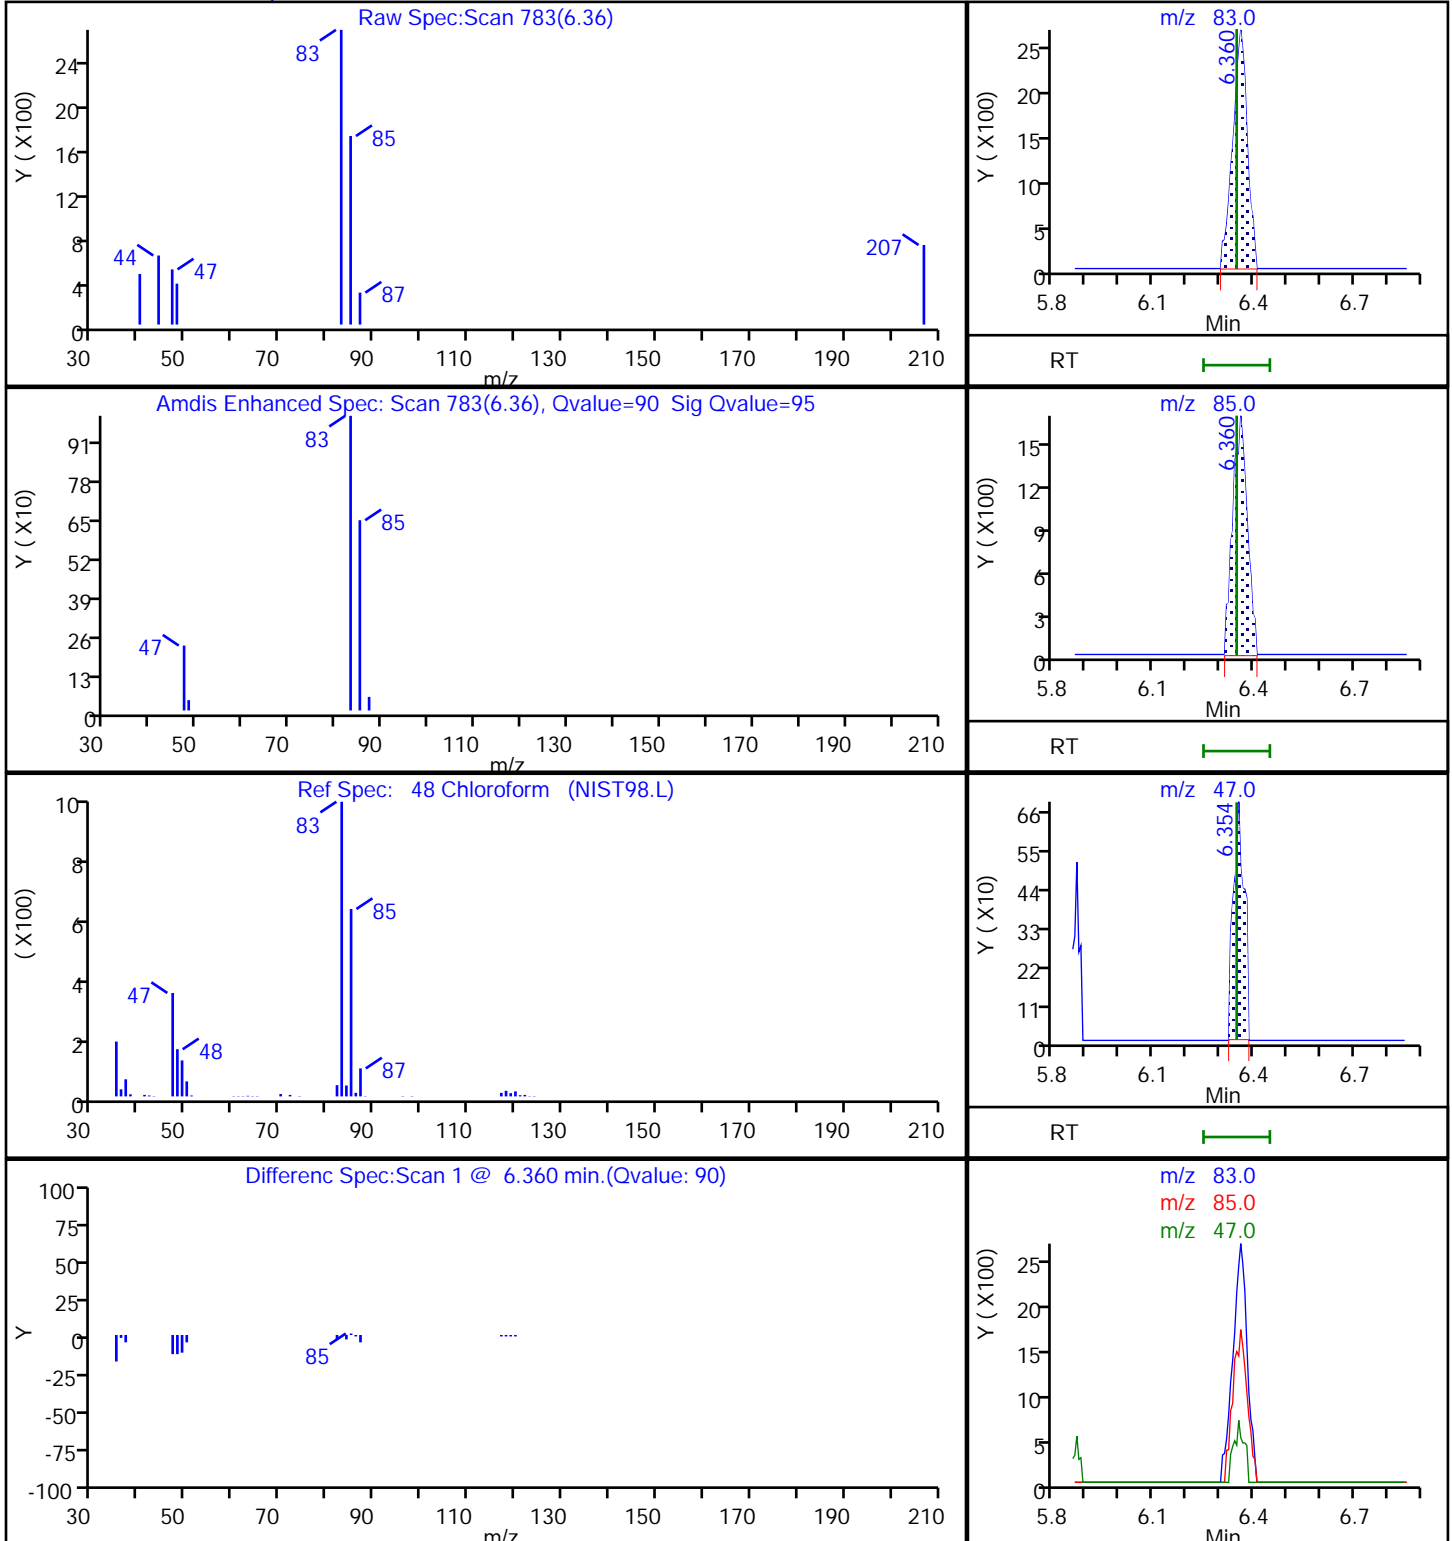 Raw Spec:Scan 783(6.36)
Y ( X100)
24
20
16
12
8
4
0
83
85
44
47
87
207
30 50 70 90 110 130 150 170 190 210
m/z
m/z 83.0
Y ( X100)
25
20
15
10
5
0
6.360
5.8 6.1 6.4 6.7
Min
RT
Amdis Enhanced Spec: Scan 783(6.36), Qvalue=90 Sig Qvalue=95
Y ( X10)
91
78
65
52
39
26
13
0
83
85
47
30 50 70 90 110 130 150 170 190 210
m/z
m/z 85.0
Y ( X100)
15
12
9
6
3
0
6.360
5.8 6.1 6.4 6.7
Min
RT
Ref Spec: 48 Chloroform (NIST98.L)
( X100)
10
8
6
4
2
0
83
85
47
48
87
30 50 70 90 110 130 150 170 190 210
m/z 47.0
Y ( X10)
66
55
44
33
22
11
0
6.354
5.8 6.1 6.4 6.7
Min
RT
Differenc Spec:Scan 1 @ 6.360 min.(Qvalue: 90)
Y
100
75
50
25
0
-25
-50
-75
-100
85
30 50 70 90 110 130 150 170 190 210
m/z
m/z 83.0
m/z 85.0
m/z 47.0
Y ( X100)
25
20
15
10
5
0
5.8 6.1 6.4 6.7
Min